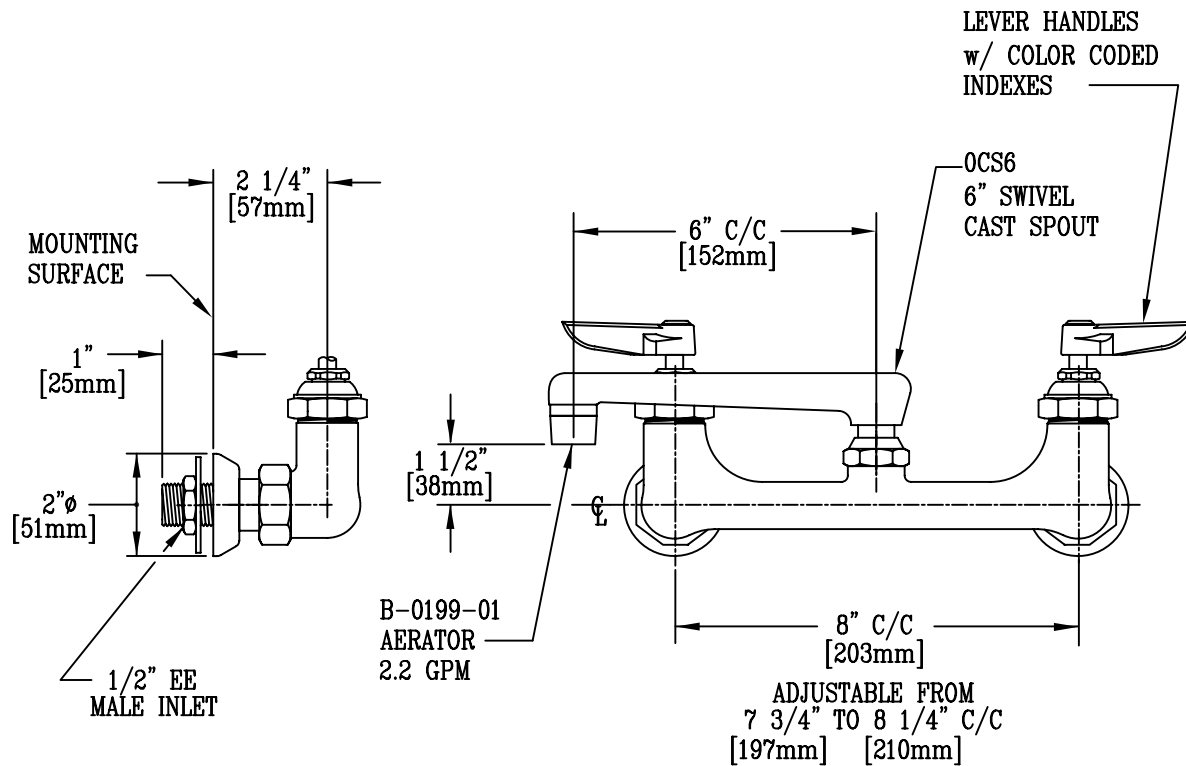 LEVER HANDLES
w/ COLOR CODED
INDEXES
2 1/4"
[57mm]
0CS6
6" SWIVEL
CAST SPOUT
6" C/C
[152mm]
MOUNTING
SURFACE
1"
[25mm]
1 1/2"
[38mm]
2"ø
[51mm]
℄
B-0199-01
AERATOR
2.2 GPM
8" C/C
[203mm]
1/2" EE
MALE INLET
ADJUSTABLE FROM
7 3/4" TO 8 1/4" C/C
[197mm] [210mm]